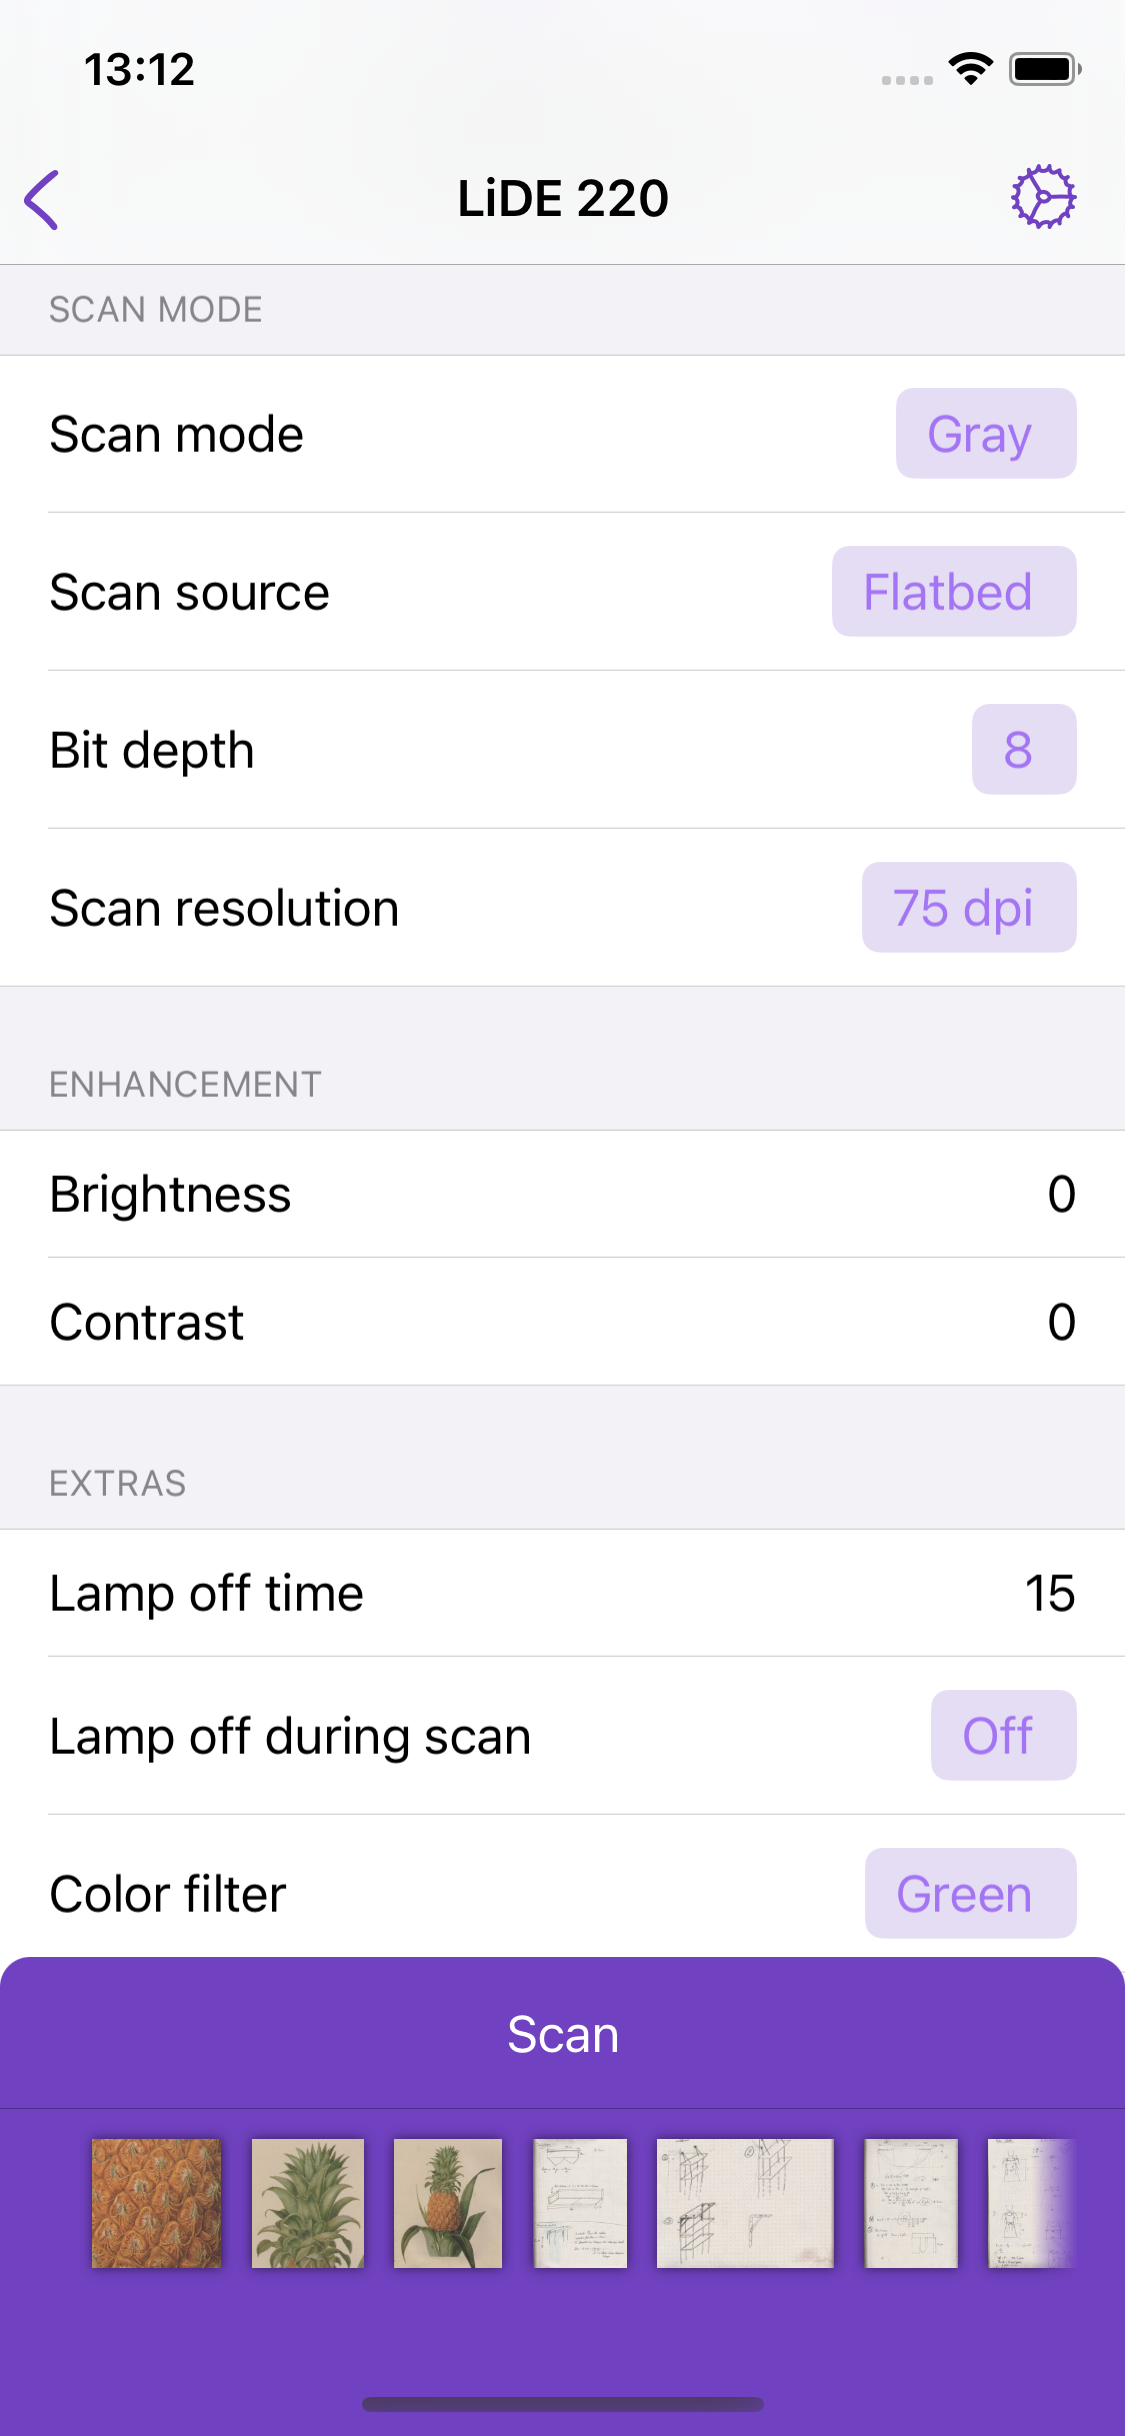 13:12
LiDE 220
SCAN MODE
Scan mode Gray
Scan source Flatbed
Bit depth 8
Scan resolution 75 dpi
ENHANCEMENT
Brightness 0
Contrast 0
EXTRAS
Lamp off time 15
Lamp off during scan Off
Color filter Green
Scan